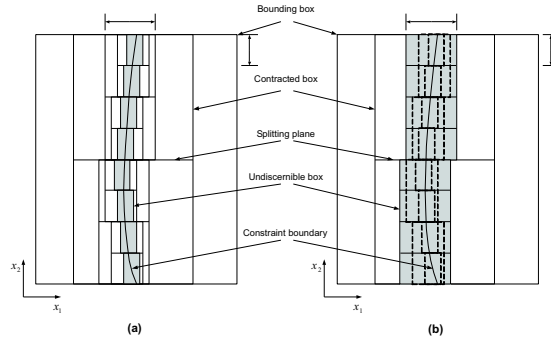 Bounding box
Contracted box
Splitting plane
Undiscernible box
Constraint boundary
x2
x1
x2
x1
(a)
(b)